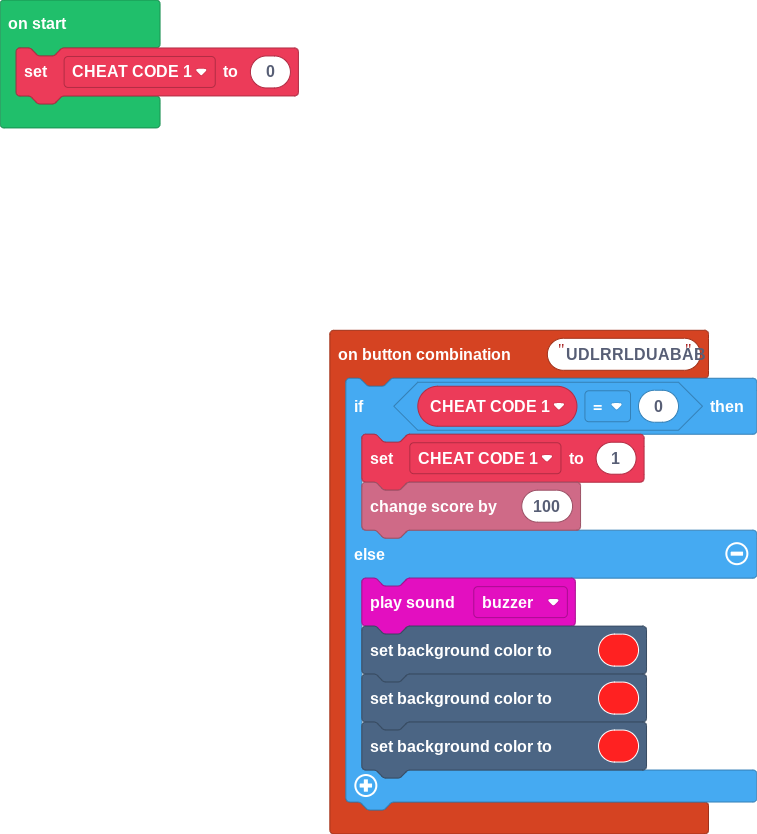 on start
set CHEAT CODE 1 to 0
on button combination "UDLRRLDUABAB"
if CHEAT CODE 1 = 0 then
set CHEAT CODE 1 to 1
change score by 100
else
play sound buzzer
set background color to
set background color to
set background color to